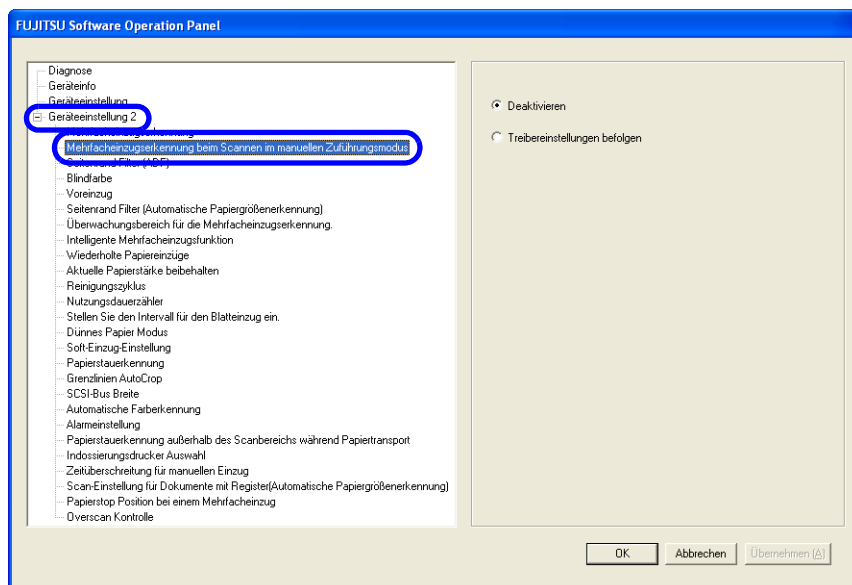 FUJITSU Software Operation Panel
Diagnose
Geräteinfo
Geräteeinstellung
Geräteeinstellung 2
Mehrfacheinzugserkennung
Mehrfacheinzugserkennung beim Scannen im manuellen Zuführungsmodus
Seitenrand Filter (ADF)
Blindfarbe
Voreinzug
Seitenrand Filter (Automatische Papiergrößenerkennung)
Überwachungsbereich für die Mehrfacheinzugserkennung.
Intelligente Mehrfacheinzugsfunktion
Wiederholte Papiereinzüge
Aktuelle Papierstärke beibehalten
Reinigungszyklus
Nutzungsdauerzähler
Stellen Sie den Intervall für den Blatteinzug ein.
Dünnes Papier Modus
Soft-Einzug-Einstellung
Papierstauerkennung
Grenzlinien AutoCrop
SCSI-Bus Breite
Automatische Farberkennung
Alarmeinstellung
Papierstauerkennung außerhalb des Scanbereichs während Papiertransport
Indossierungsdrucker Auswahl
Zeitüberschreitung für manuellen Einzug
Scan-Einstellung für Dokumente mit Register(Automatische Papiergrößenerkennung)
Papierstop Position bei einem Mehrfacheinzug
Overscan Kontrolle
Deaktivieren
Treibereinstellungen befolgen
OK
Abbrechen
Übernehmen (A)